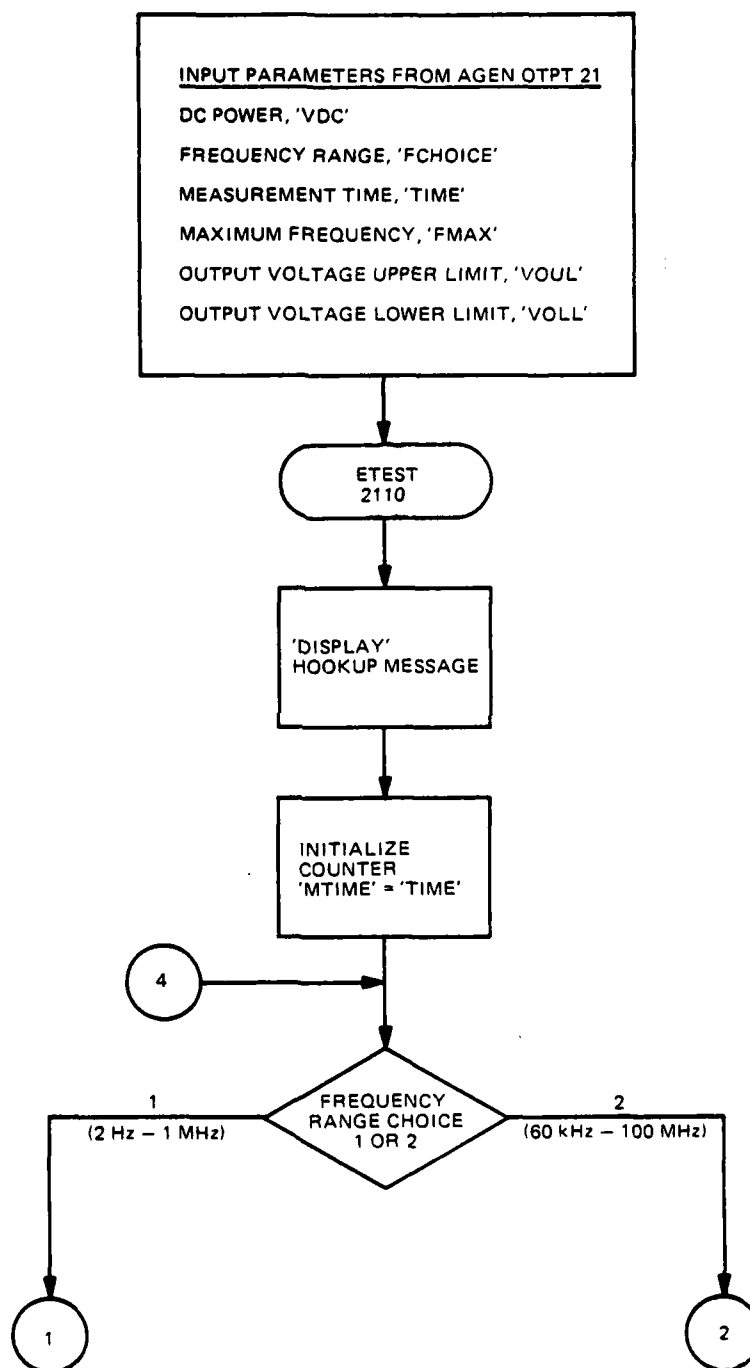 INPUT PARAMETERS FROM AGEN OTPT 21
DC POWER, 'VDC'
FREQUENCY RANGE, 'FCHOICE'
MEASUREMENT TIME, 'TIME'
MAXIMUM FREQUENCY, 'FMAX'
OUTPUT VOLTAGE UPPER LIMIT, 'VOUL'
OUTPUT VOLTAGE LOWER LIMIT, 'VOLL'
ETEST
2110
'DISPLAY'
HOOKUP MESSAGE
INITIALIZE
COUNTER
'MTIME' = 'TIME'
4
FREQUENCY
RANGE CHOICE
1 OR 2
1
(2 Hz – 1 MHz)
2
(60 kHz – 100 MHz)
1
2